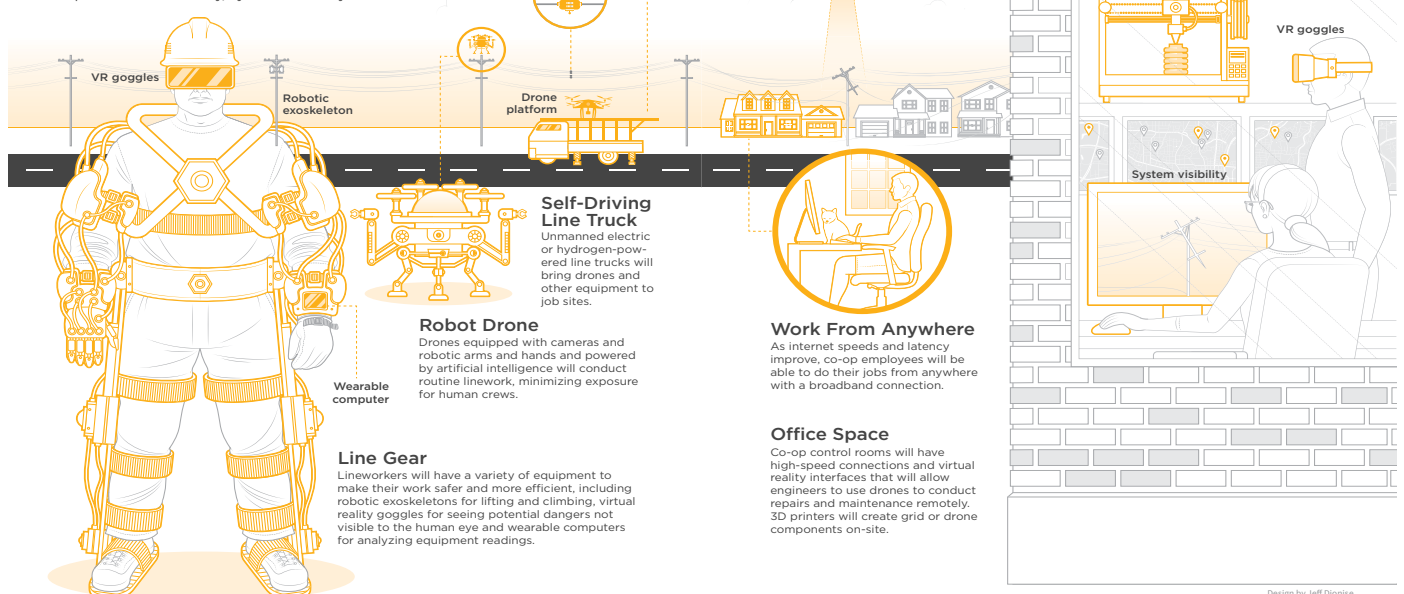 VR goggles
Robotic
exoskeleton
Drone
platform
VR goggles
System visibility
Self-Driving
Line Truck
Unmanned electric
or hydrogen-pow-
ered line trucks will
bring drones and
other equipment to
job sites.
Robot Drone
Drones equipped with cameras and
robotic arms and hands and powered
by artificial intelligence will conduct
routine linework, minimizing exposure
for human crews.
Wearable
computer
Line Gear
Lineworkers will have a variety of equipment to
make their work safer and more efficient, including
robotic exoskeletons for lifting and climbing, virtual
reality goggles for seeing potential dangers not
visible to the human eye and wearable computers
for analyzing equipment readings.
Work From Anywhere
As internet speeds and latency
improve, co-op employees will be
able to do their jobs from anywhere
with a broadband connection.
Office Space
Co-op control rooms will have
high-speed connections and virtual
reality interfaces that will allow
engineers to use drones to conduct
repairs and maintenance remotely.
3D printers will create grid or drone
components on-site.
Design by Jeff Dionise